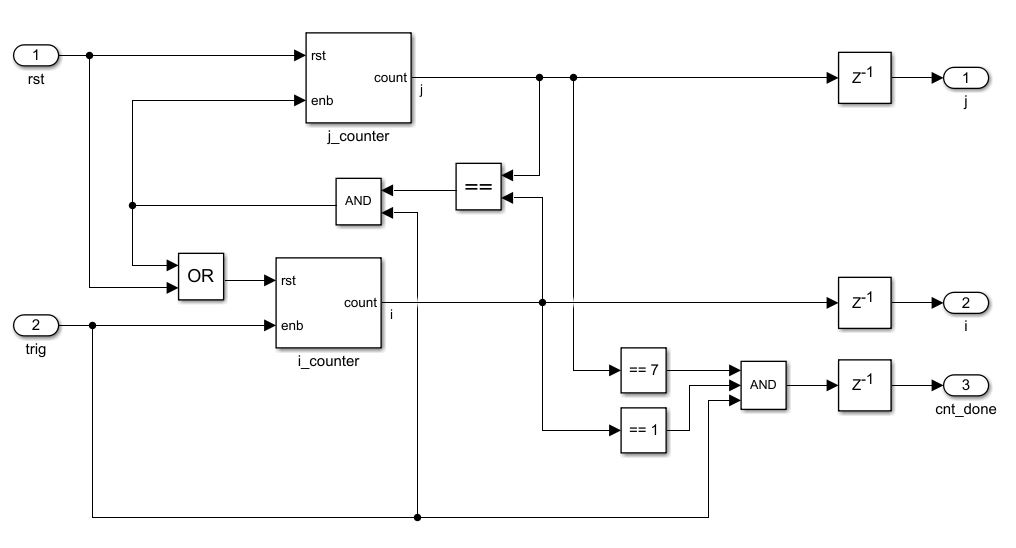 1
rst
rst
enb
count
j
j_counter
Z-1
1
j
==
AND
OR
rst
enb
count
i
i_counter
2
trig
Z-1
2
i
== 7
== 1
AND
Z-1
3
cnt_done